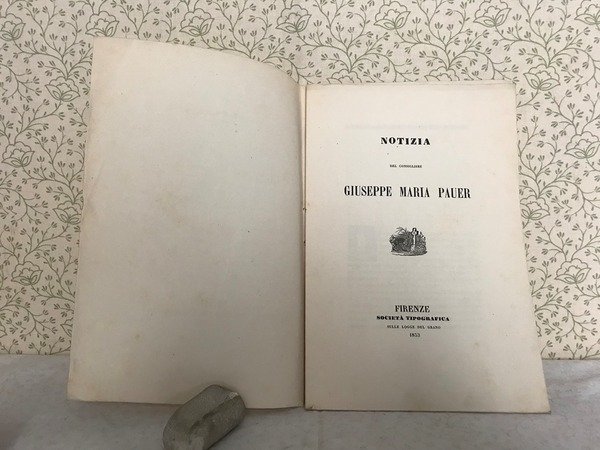 NOTIZIA
DEL CONSIGLIERE
GIUSEPPE MARIA PAUER
FIRENZE
SOCIETÀ TIPOGRAFICA
SULLE LOGGE DEL GRANO
1853